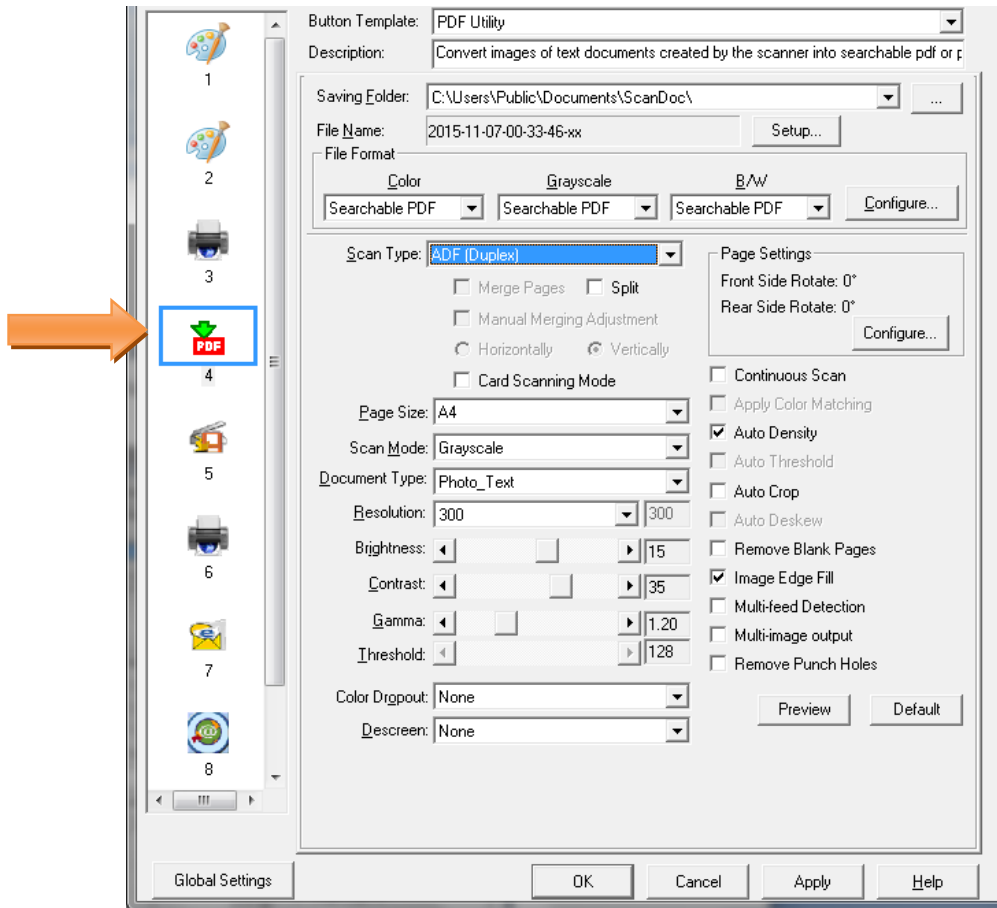 Button Template: PDF Utility
Description: Convert images of text documents created by the scanner into searchable pdf or p
Saving Folder: C:\Users\Public\Documents\ScanDoc\ ...
File Name: 2015-11-07-00-33-46-xx Setup...
File Format
Color Grayscale B/W
Searchable PDF Searchable PDF Searchable PDF Configure...
Scan Type: ADF (Duplex)
Merge Pages Split
Manual Merging Adjustment
Horizontally Vertically
Card Scanning Mode
Page Size: A4
Scan Mode: Grayscale
Document Type: Photo_Text
Resolution: 300 300
Brightness: 15
Contrast: 35
Gamma: 1.20
Threshold: 128
Color Dropout: None
Descreen: None
Page Settings
Front Side Rotate: 0°
Rear Side Rotate: 0°
Configure...
Continuous Scan
Apply Color Matching
Auto Density
Auto Threshold
Auto Crop
Auto Deskew
Remove Blank Pages
Image Edge Fill
Multi-feed Detection
Multi-image output
Remove Punch Holes
Preview Default
1
2
3
PDF
4
5
6
7
8
Global Settings OK Cancel Apply Help